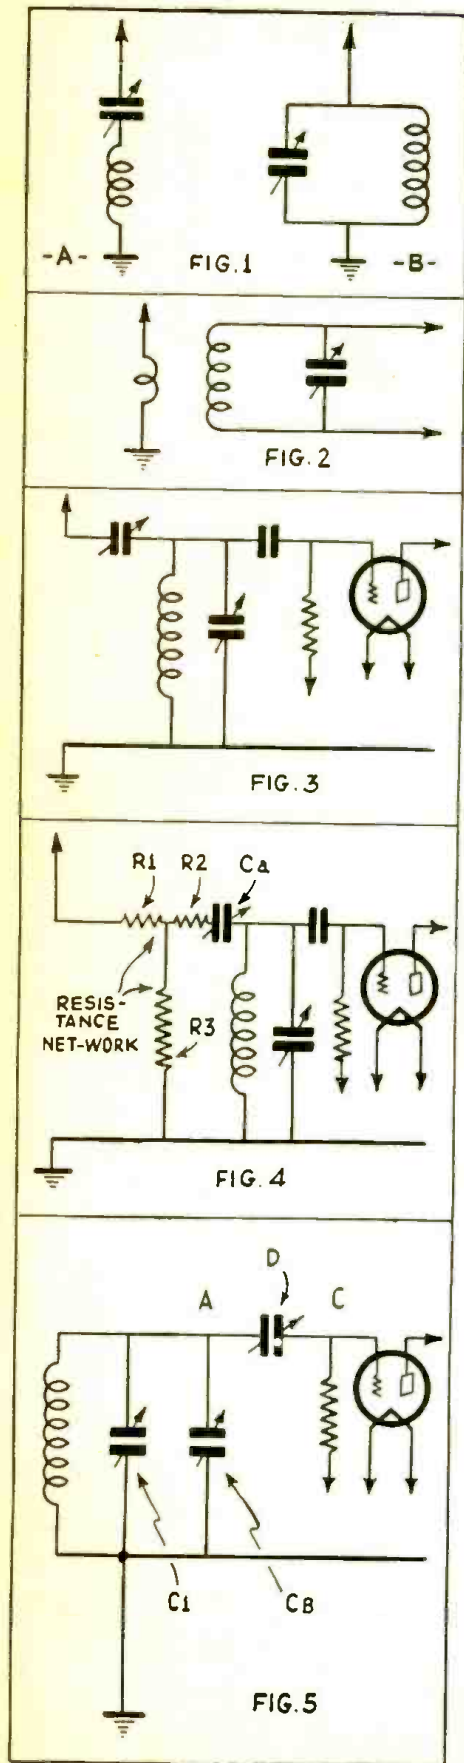 -A-
FIG.1
-B-
FIG.2
FIG.3
R1 R2 Ca
RESIS-
TANCE
NET-WORK
R3
FIG.4
D
A
C
C1
CB
FIG.5